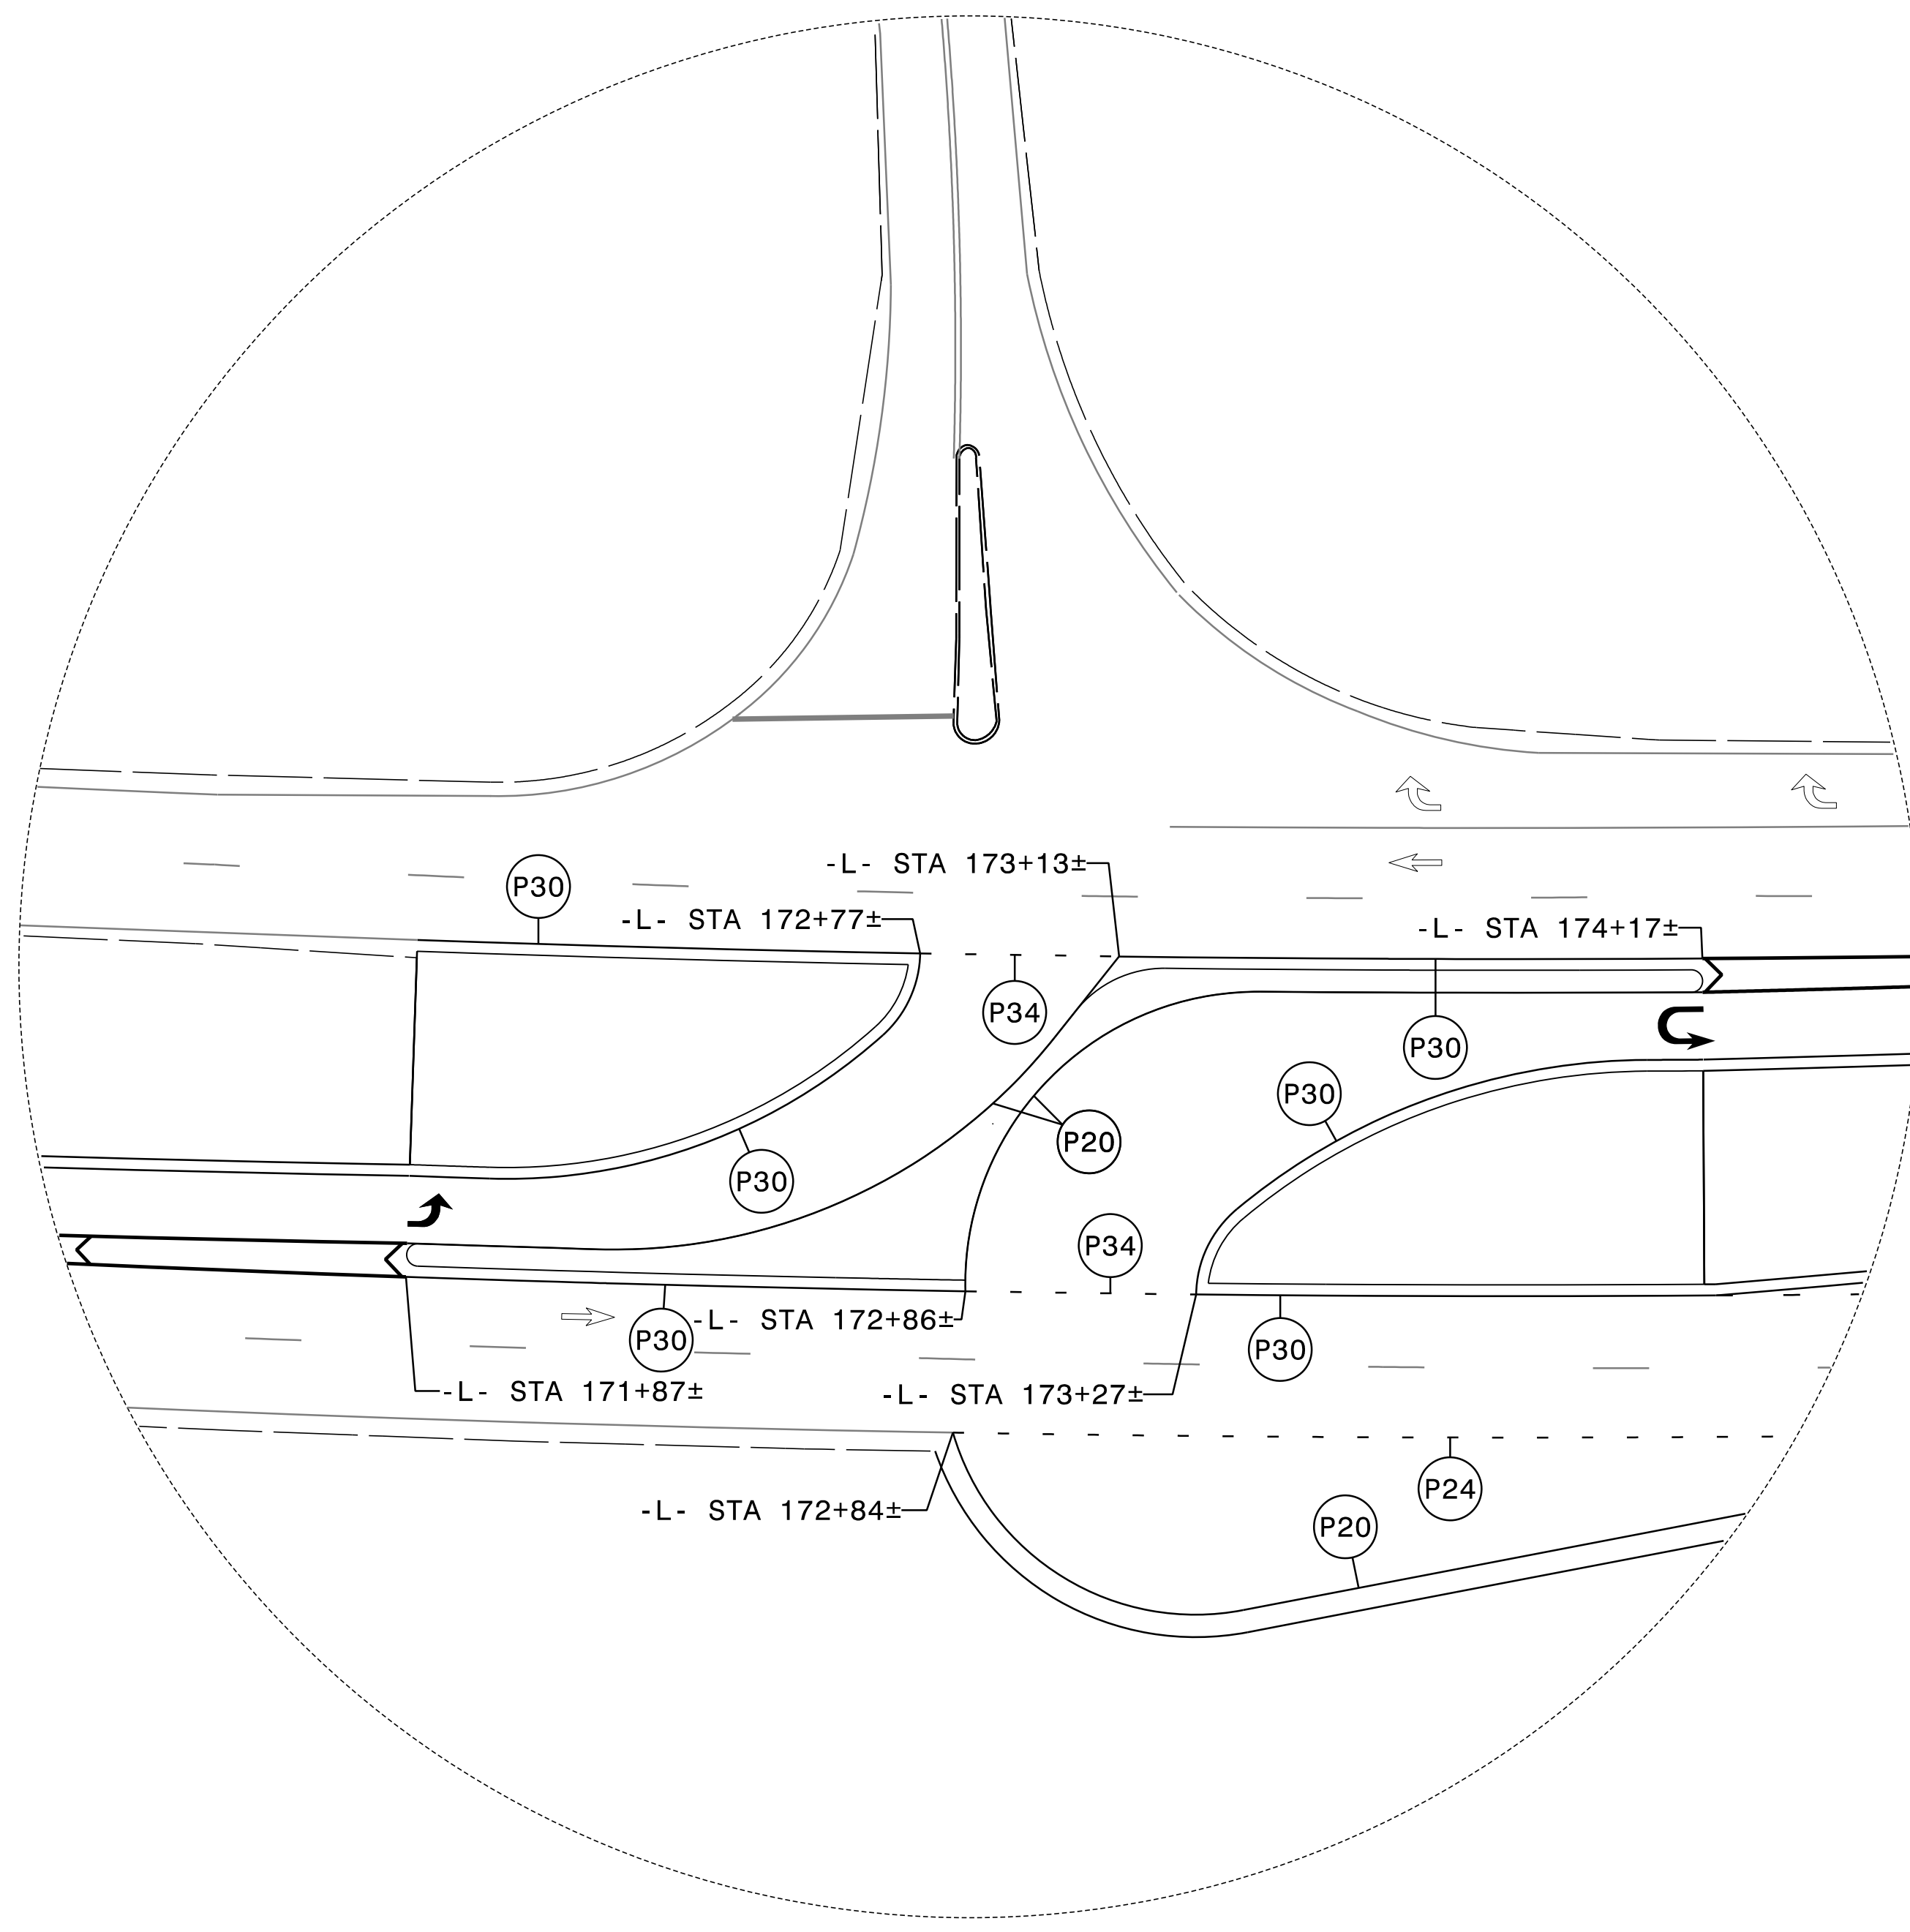 -L- STA 173+13±
P30
-L- STA 172+77±
-L- STA 174+17±
P34
P30
P30
P20
P30
P34
-L- STA 172+86±
P30
P30
-L- STA 171+87±
-L- STA 173+27±
P24
-L- STA 172+84±
P20